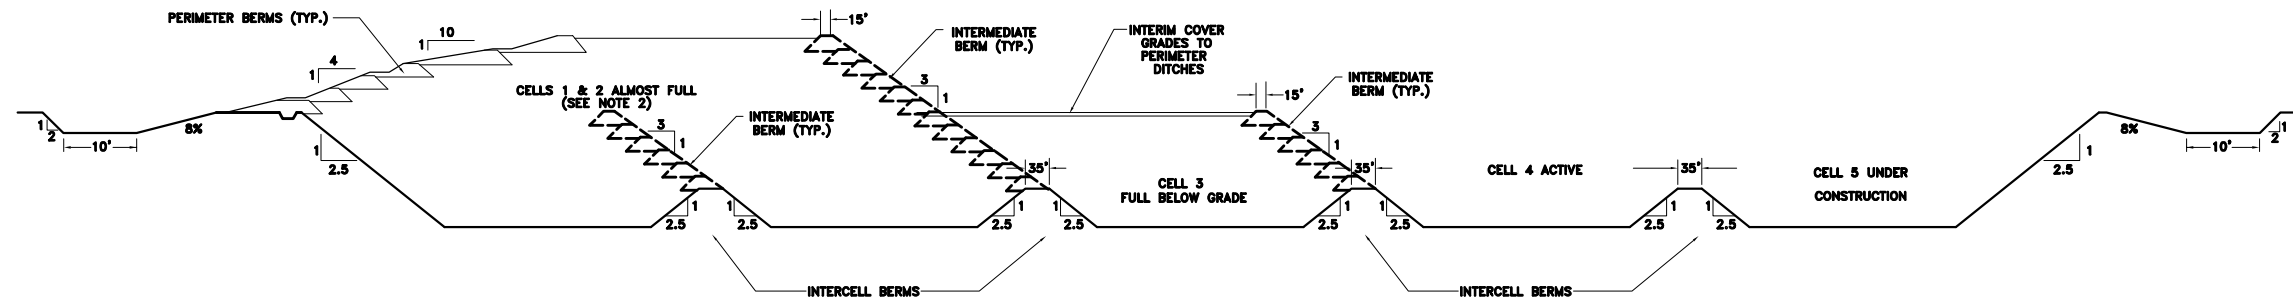 PERIMETER BERMS (TYP.)
10
1
15'
INTERMEDIATE
BERM (TYP.)
INTERIM COVER
GRADES TO
PERIMETER
DITCHES
4
1
3
1
CELLS 1 & 2 ALMOST FULL
(SEE NOTE 2)
INTERMEDIATE
BERM (TYP.)
15'
INTERMEDIATE
BERM (TYP.)
1
2
10'
8%
1
2.5
3
1
3
1
8%
10'
2
1
35'
35'
35'
CELL 3
FULL BELOW GRADE
CELL 4 ACTIVE
CELL 5 UNDER
CONSTRUCTION
2.5
1
2.5
1
1
2.5
2.5
1
1
2.5
2.5
1
1
2.5
2.5
1
1
2.5
INTERCELL BERMS
INTERCELL BERMS